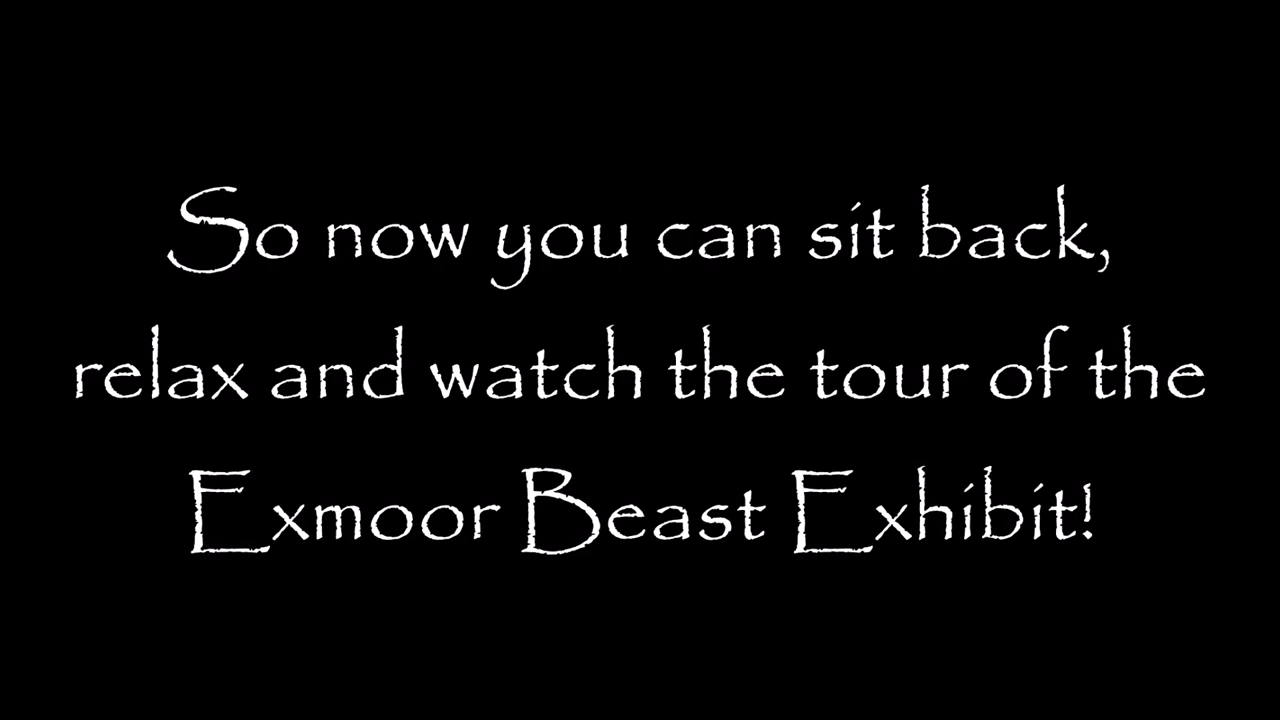 So now you can sit back,
relax and watch the tour of the
Exmoor Beast Exhibit!